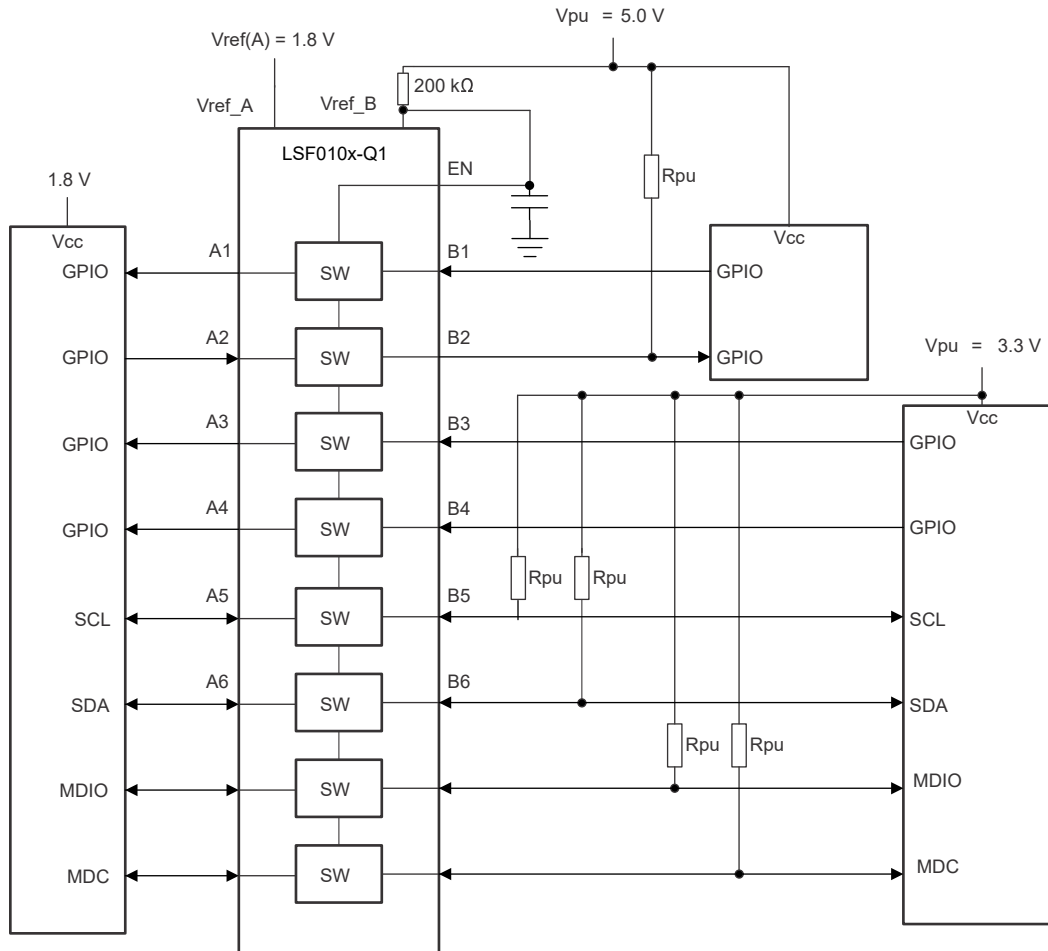 Vpu = 5.0 V
Vref(A) = 1.8 V
200 kΩ
Vref_A
Vref_B
LSF010x-Q1
EN
Rpu
1.8 V
Vcc
Vcc
GPIO
A1
SW
B1
GPIO
GPIO
A2
SW
B2
GPIO
Vpu = 3.3 V
Vcc
GPIO
A3
SW
B3
GPIO
GPIO
A4
SW
B4
GPIO
Rpu
Rpu
SCL
A5
SW
B5
SCL
SDA
A6
SW
B6
SDA
Rpu
Rpu
MDIO
SW
MDIO
MDC
SW
MDC